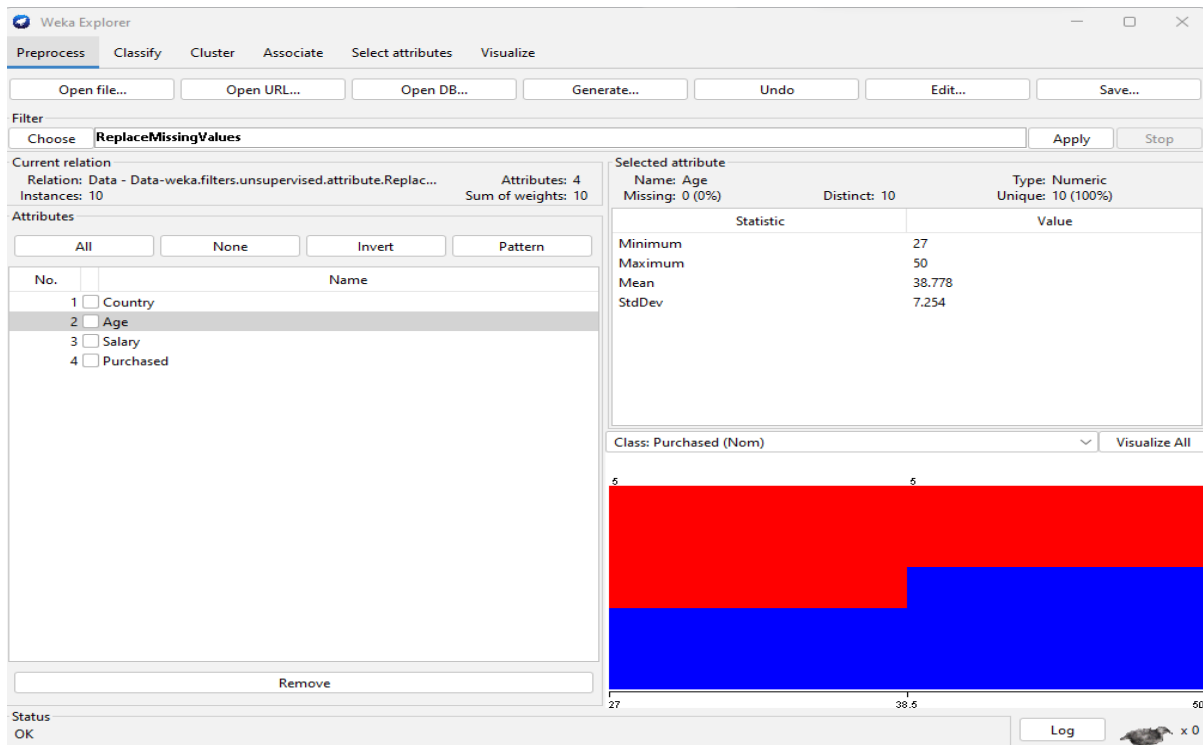 Weka Explorer
Preprocess Classify Cluster Associate Select attributes Visualize
Open file... Open URL... Open DB... Generate... Undo Edit... Save...
Filter
Choose ReplaceMissingValues Apply Stop
Current relation
Relation: Data - Data-weka.filters.unsupervised.attribute.Replac... Attributes: 4
Instances: 10 Sum of weights: 10
Attributes
All None Invert Pattern
No. Name
1 Country
2 Age
3 Salary
4 Purchased
Remove
Selected attribute
Name: Age Type: Numeric
Missing: 0 (0%) Distinct: 10 Unique: 10 (100%)
Statistic Value
Minimum 27
Maximum 50
Mean 38.778
StdDev 7.254
Class: Purchased (Nom) Visualize All
5 5
27 38.5 50
Status
OK
Log x 0